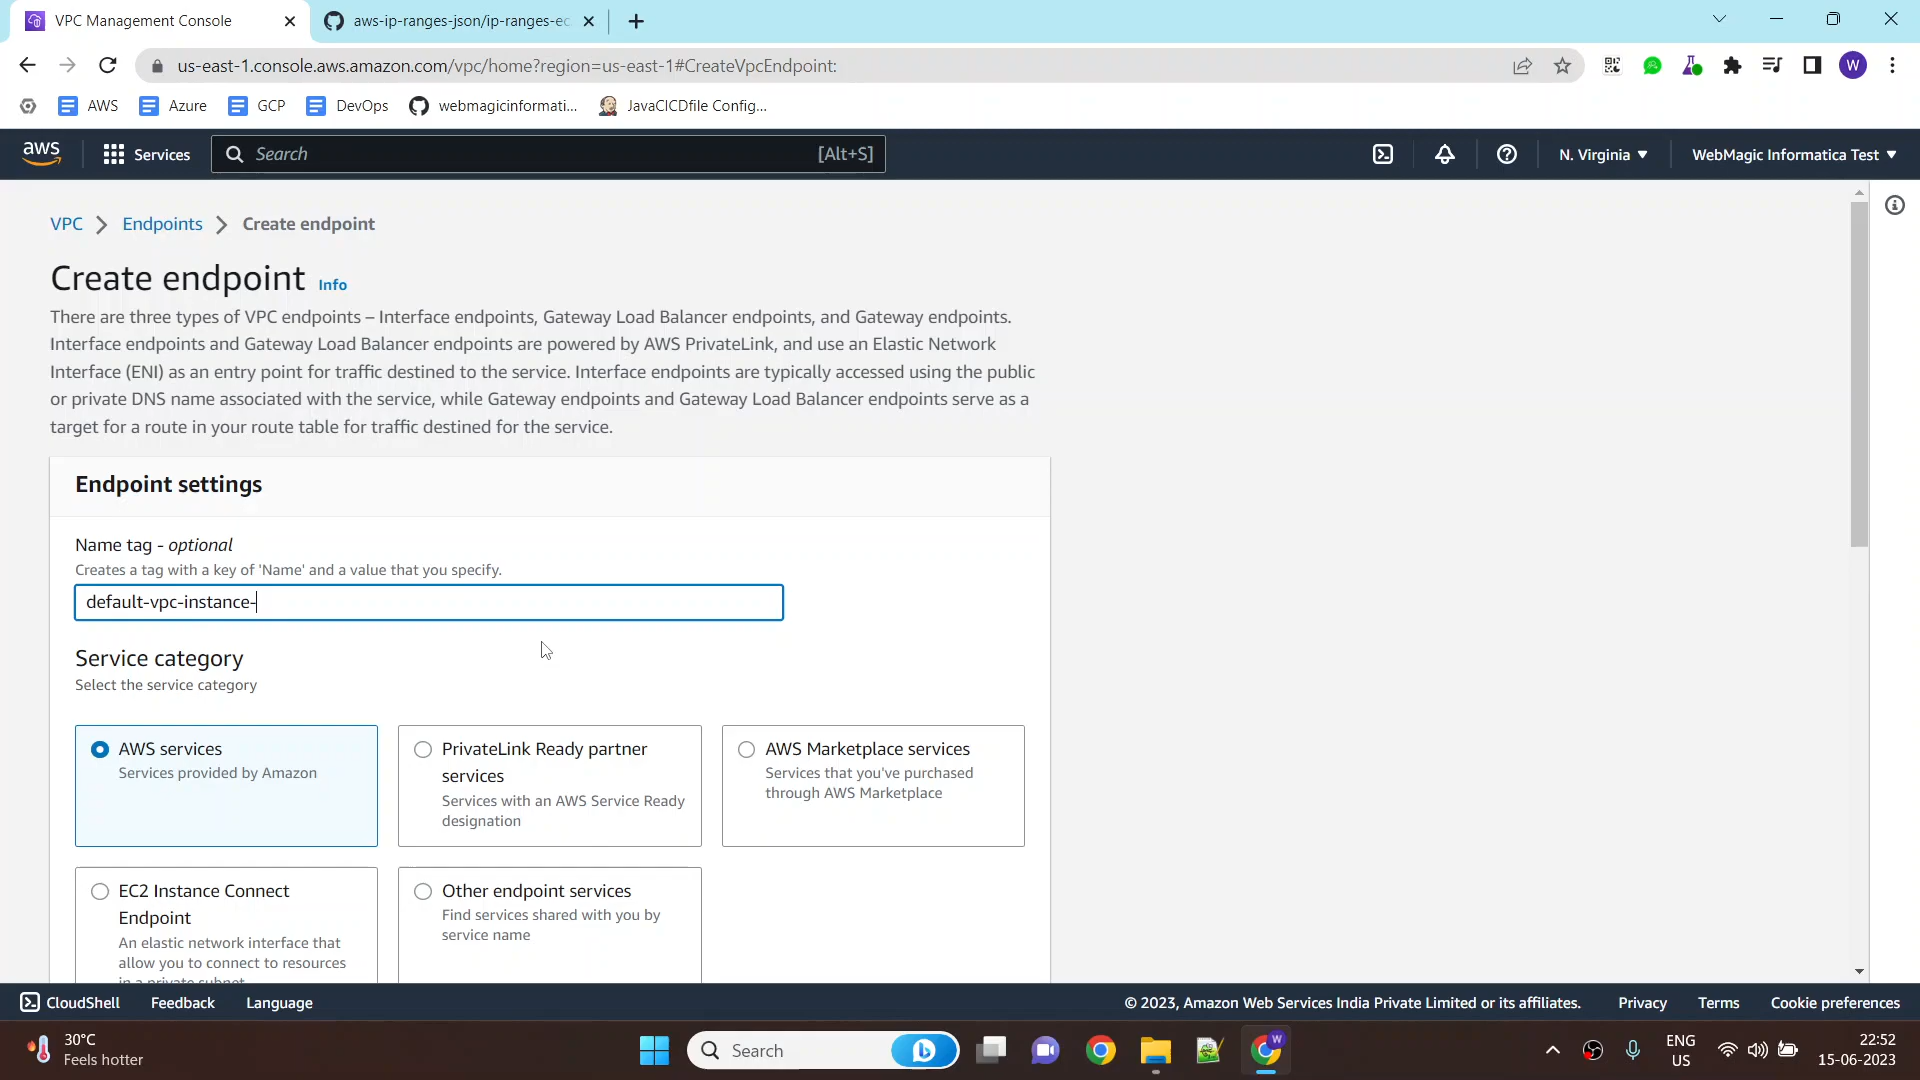 VPC Management Console
aws-ip-ranges-json/ip-ranges-ec
us-east-1.console.aws.amazon.com/vpc/home?region=us-east-1#CreateVpcEndpoint:
W
AWS
Azure
GCP
DevOps
webmagicinformati...
JavaCICDfile Config...
aws
Services
Search
[Alt+S]
N. Virginia
WebMagic Informatica Test
VPC
Endpoints
Create endpoint
Create endpoint Info
There are three types of VPC endpoints – Interface endpoints, Gateway Load Balancer endpoints, and Gateway endpoints.
Interface endpoints and Gateway Load Balancer endpoints are powered by AWS PrivateLink, and use an Elastic Network
Interface (ENI) as an entry point for traffic destined to the service. Interface endpoints are typically accessed using the public
or private DNS name associated with the service, while Gateway endpoints and Gateway Load Balancer endpoints serve as a
target for a route in your route table for traffic destined for the service.
Endpoint settings
Name tag - optional
Creates a tag with a key of 'Name' and a value that you specify.
default-vpc-instance-
Service category
Select the service category
AWS services
Services provided by Amazon
PrivateLink Ready partner
services
Services with an AWS Service Ready
designation
AWS Marketplace services
Services that you've purchased
through AWS Marketplace
EC2 Instance Connect
Endpoint
An elastic network interface that
allow you to connect to resources
in a private subnet
Other endpoint services
Find services shared with you by
service name
CloudShell
Feedback
Language
© 2023, Amazon Web Services India Private Limited or its affiliates.
Privacy
Terms
Cookie preferences
30°C
Feels hotter
Search
W
ENG
US
22:52
15-06-2023